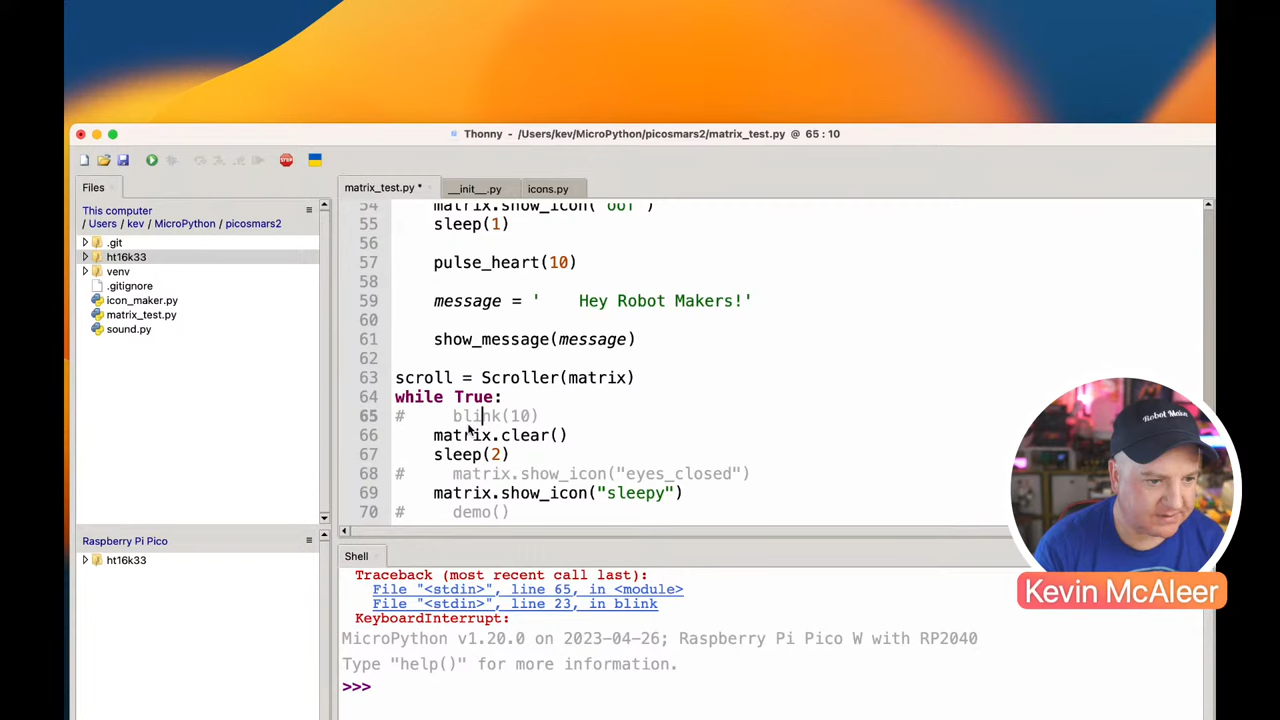 Thonny - /Users/kev/MicroPython/picosmars2/matrix_test.py @ 65 : 10
Files
matrix_test.py *
__init__.py
icons.py
This computer
/ Users / kev / MicroPython / picosmars2
.git
ht16k33
venv
.gitignore
icon_maker.py
matrix_test.py
sound.py
54 matrix.show_icon("out")
55 sleep(1)
56
57 pulse_heart(10)
58
59 message = '    Hey Robot Makers!'
60
61 show_message(message)
62
63 scroll = Scroller(matrix)
64 while True:
65 #     blink(10)
66 matrix.clear()
67 sleep(2)
68 #     matrix.show_icon("eyes_closed")
69 matrix.show_icon("sleepy")
70 #     demo()
Raspberry Pi Pico
ht16k33
Shell
Traceback (most recent call last):
File "<stdin>", line 65, in <module>
File "<stdin>", line 23, in blink
KeyboardInterrupt:
MicroPython v1.20.0 on 2023-04-26; Raspberry Pi Pico W with RP2040
Type "help()" for more information.
>>>
Robot Make
Kevin McAleer